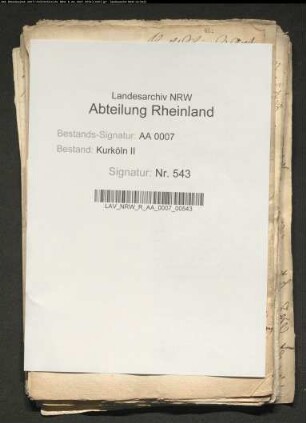 Landesarchiv NRW
Abteilung Rheinland
Bestands-Signatur: AA 0007
Bestand: Kurköln II
Signatur: Nr. 543
LAV_NRW_R_AA_0007_00543